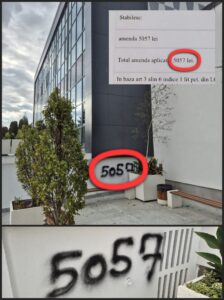 Stabilesc:
amenda 5057 lei
Total amenda aplicată 5057 lei.
In baza art 3 alin 6 indice 1 lit pct. din L
5057
5057